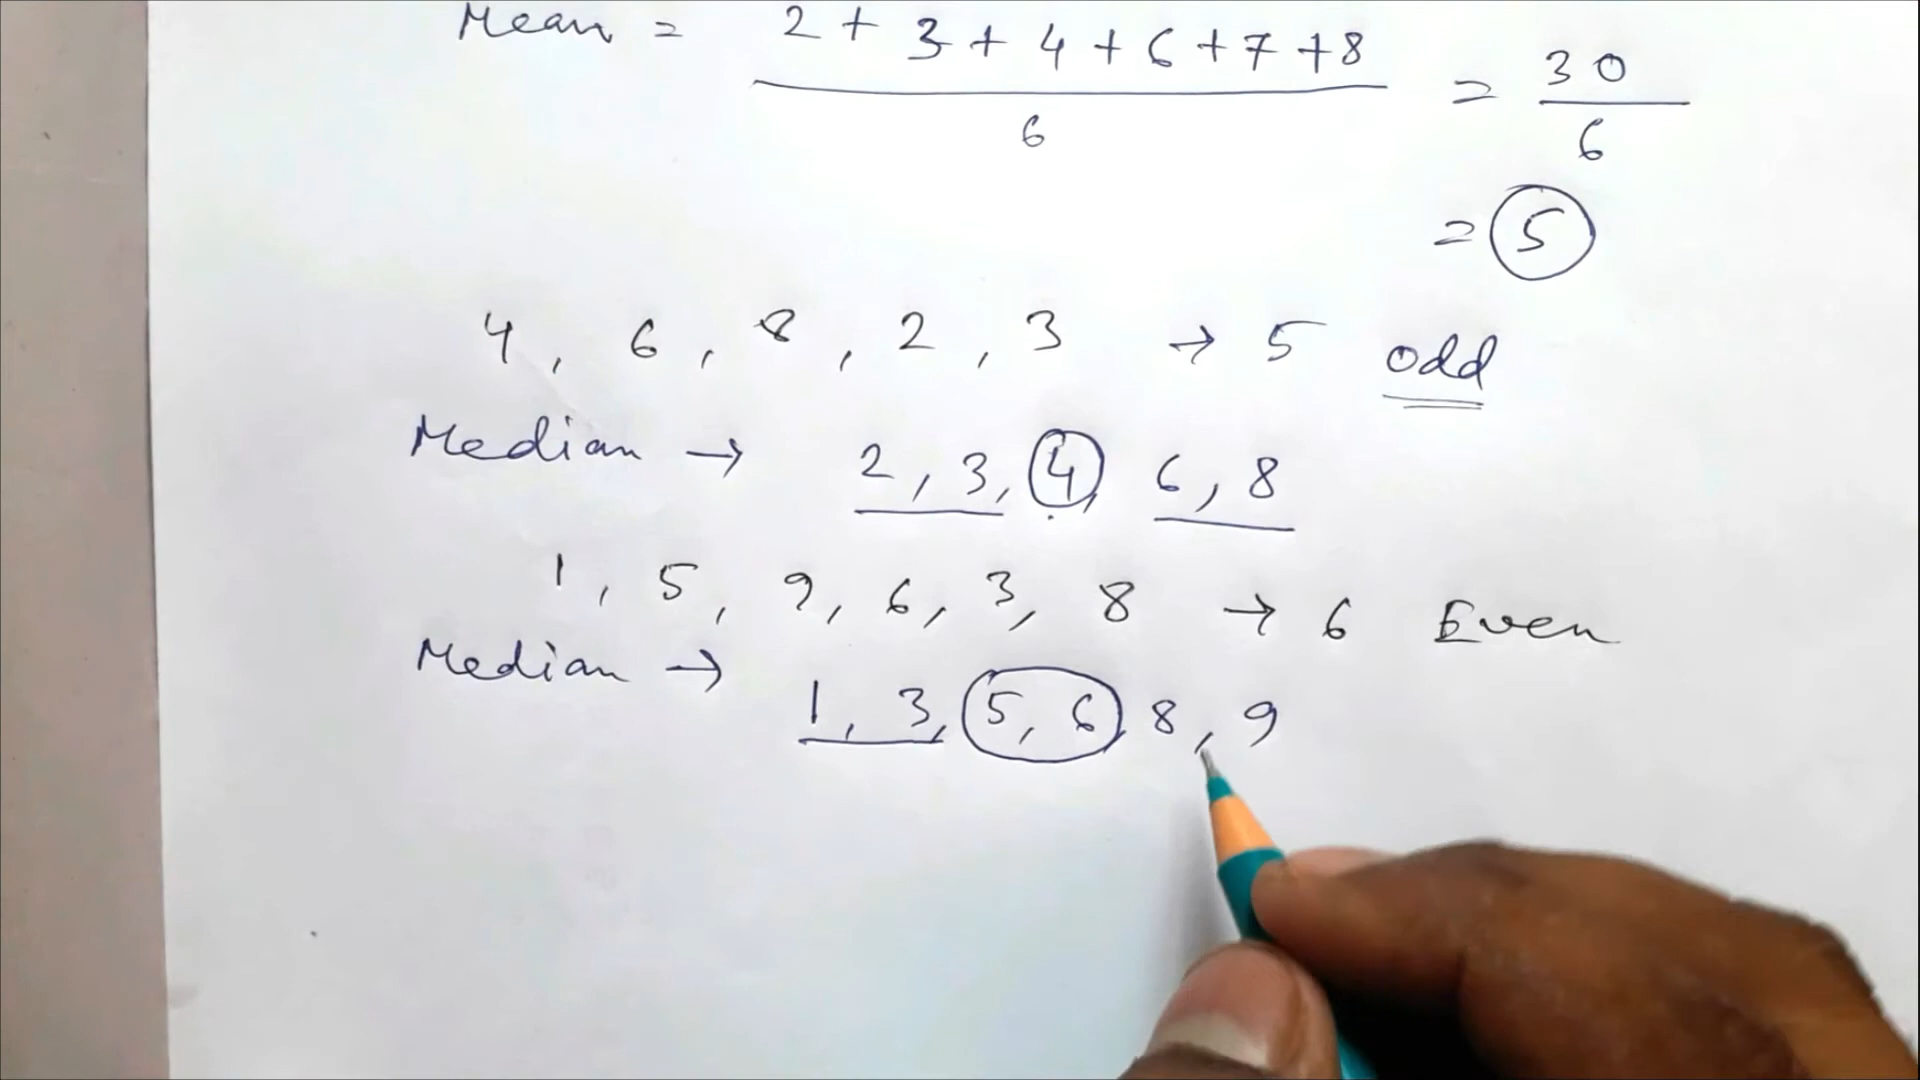 Mean = 2 + 3 + 4 + 6 + 7 + 8 / 6 = 30 / 6
= 5
4, 6, 8, 2, 3 → 5 odd
Median → 2, 3, 4, 6, 8
1, 5, 9, 6, 3, 8 → 6 Even
Median → 1, 3, 5, 6, 8, 9